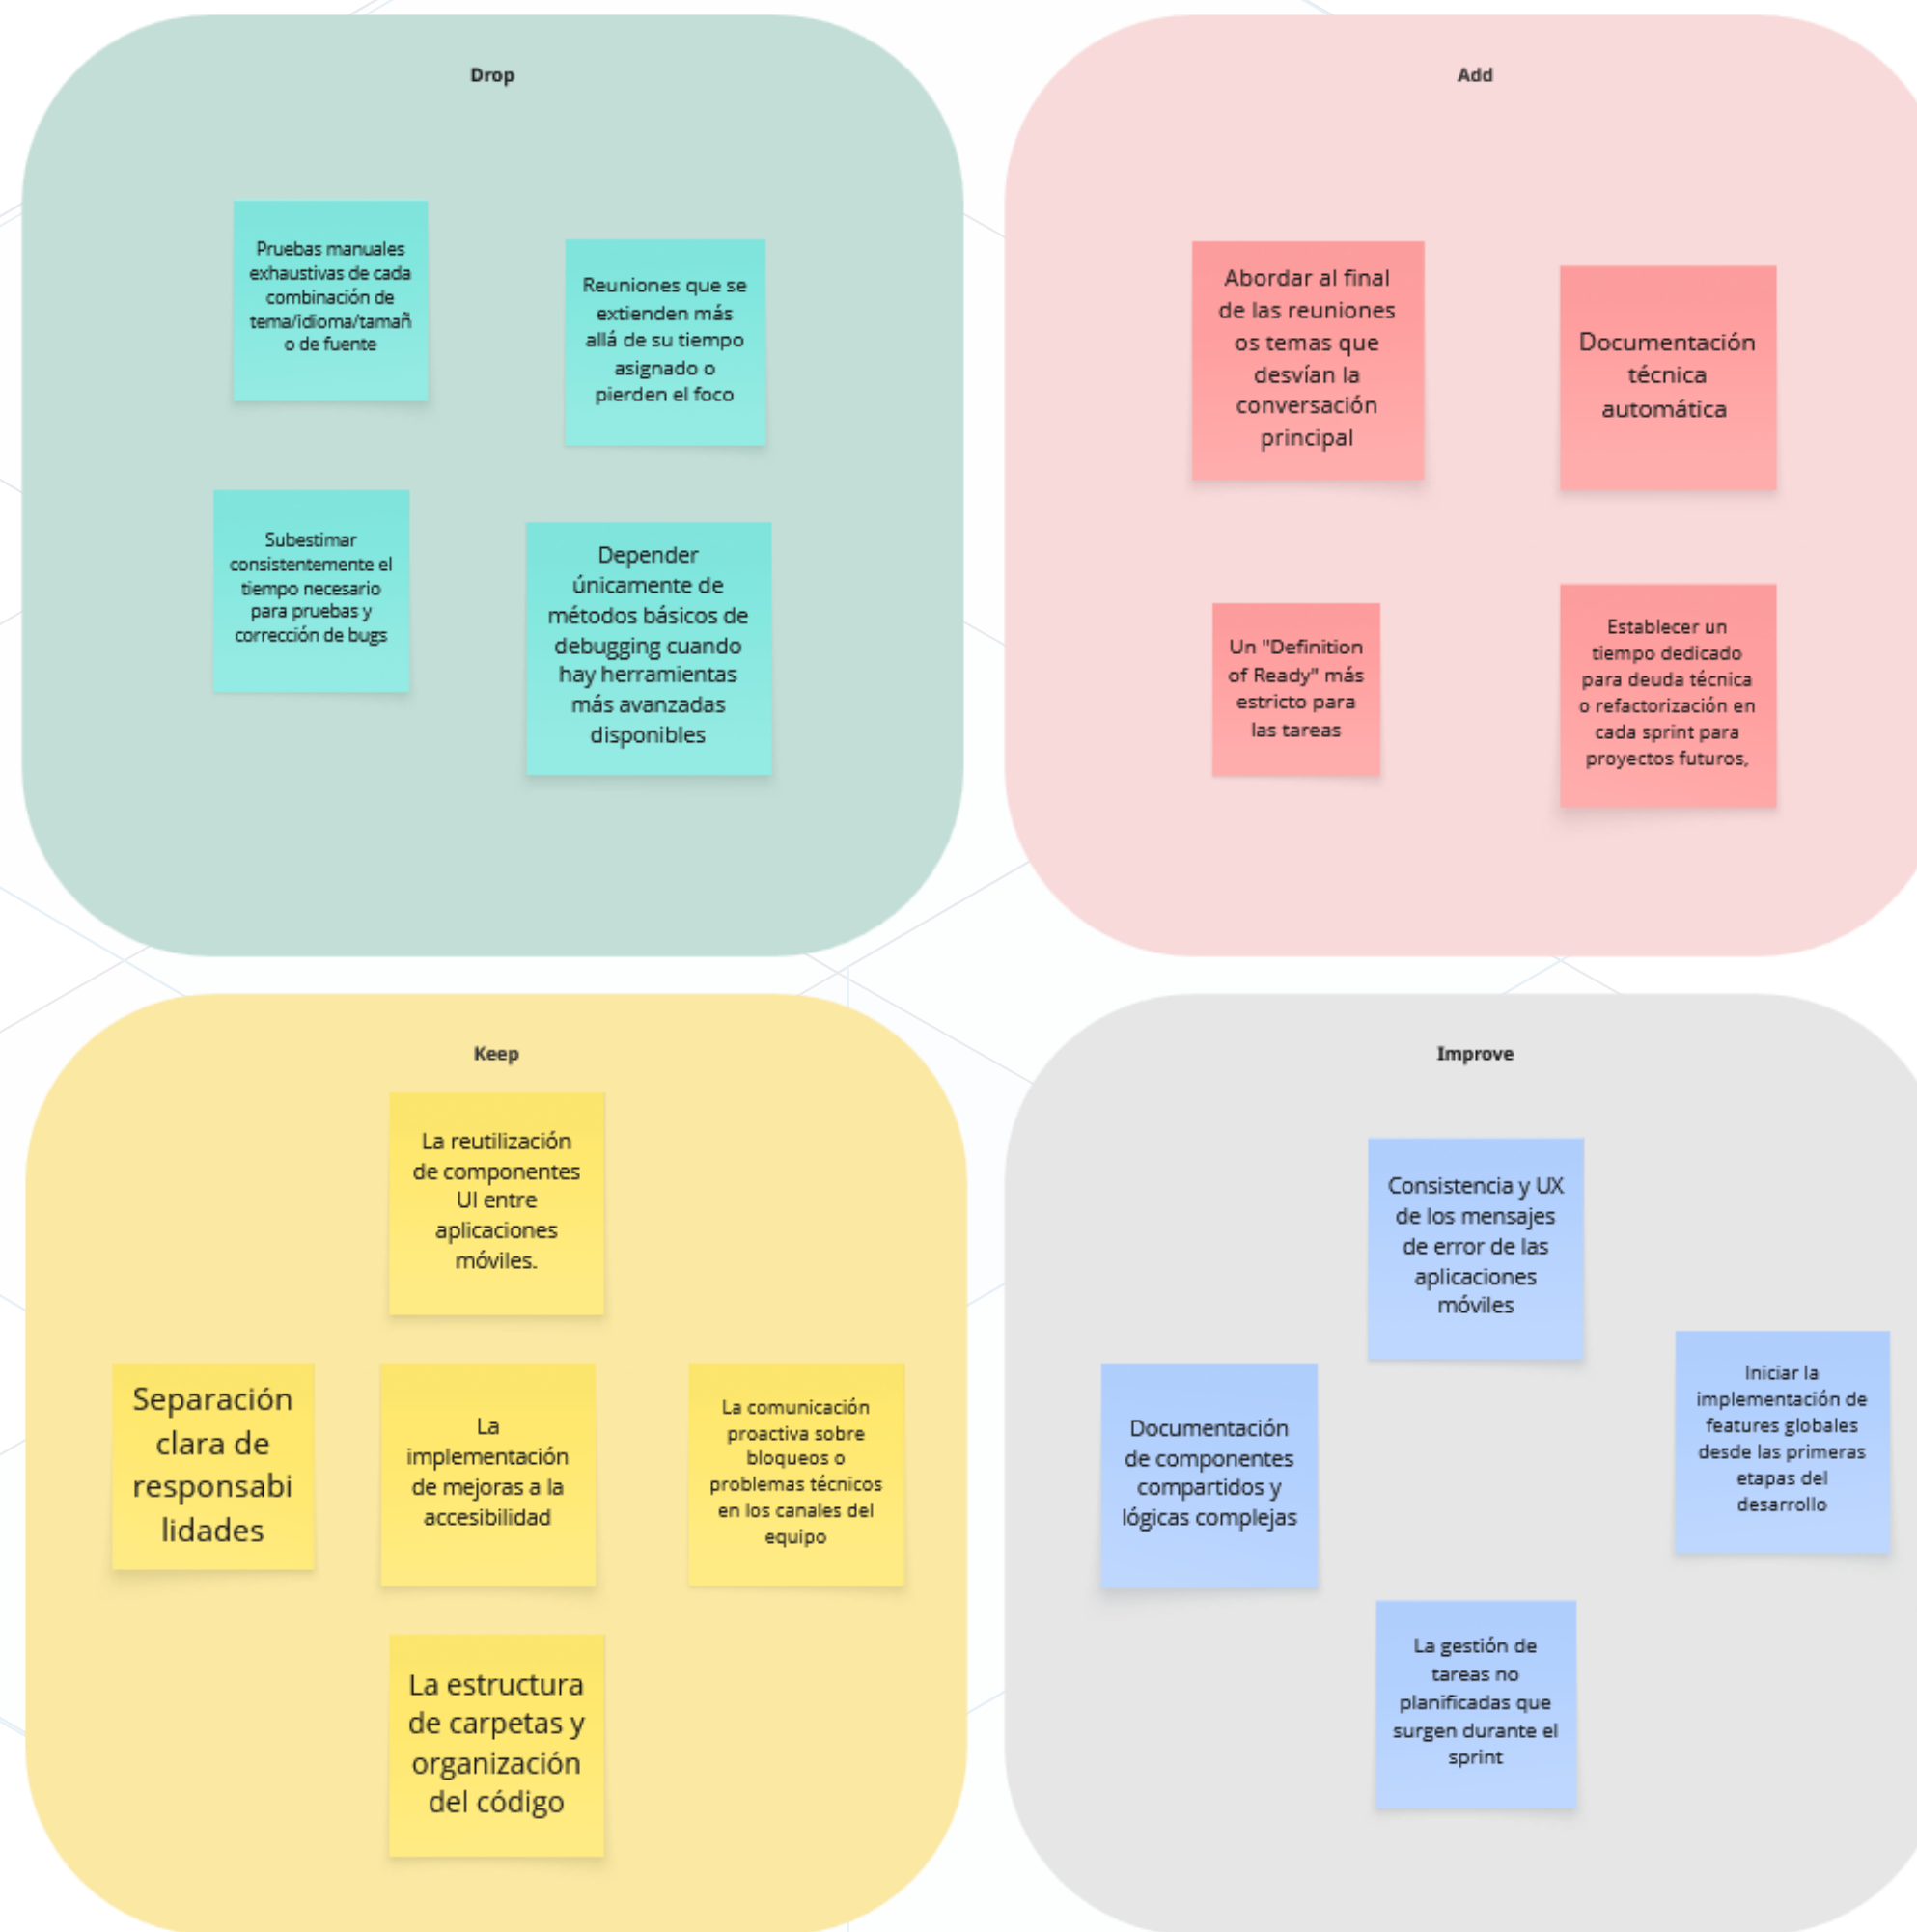 Drop
Pruebas manuales
exhaustivas de cada
combinación de
tema/idioma/tamañ
o de fuente
Reuniones que se
extienden más
allá de su tiempo
asignado o
pierden el foco
Subestimar
consistentemente el
tiempo necesario
para pruebas y
corrección de bugs
Depender
únicamente de
métodos básicos de
debugging cuando
hay herramientas
más avanzadas
disponibles
Add
Abordar al final
de las reuniones
os temas que
desvían la
conversación
principal
Documentación
técnica
automática
Un "Definition
of Ready" más
estricto para
las tareas
Establecer un
tiempo dedicado
para deuda técnica
o refactorización en
cada sprint para
proyectos futuros,
Keep
La reutilización
de componentes
UI entre
aplicaciones
móviles.
Separación
clara de
responsabi
lidades
La
implementación
de mejoras a la
accesibilidad
La comunicación
proactiva sobre
bloqueos o
problemas técnicos
en los canales del
equipo
La estructura
de carpetas y
organización
del código
Improve
Consistencia y UX
de los mensajes
de error de las
aplicaciones
móviles
Documentación
de componentes
compartidos y
lógicas complejas
Iniciar la
implementación de
features globales
desde las primeras
etapas del
desarrollo
La gestión de
tareas no
planificadas que
surgen durante el
sprint